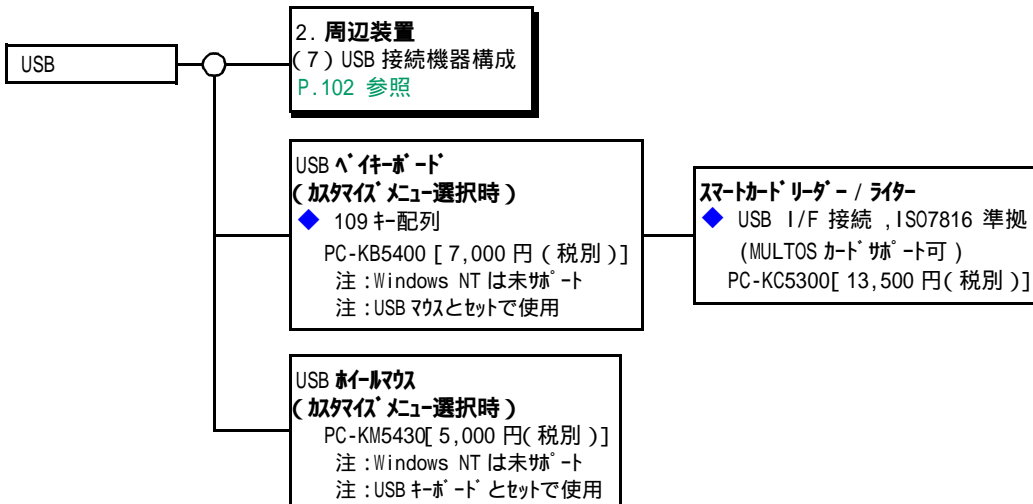 USB
2. 周辺装置
(7) USB 接続機器構成
P.102 参照
USB ﾍﾞｲｷｰﾎﾞｰﾄﾞ
(ｶｽﾀﾏｲｽﾞﾒﾆｭｰ選択時)
◆ 109 ｷｰ配列
PC-KB5400 [7,000 円(税別)]
注:Windows NT は未ｻﾎﾟｰﾄ
注:USB ﾏｳｽとｾｯﾄで使用
ｽﾏｰﾄｶｰﾄﾞﾘｰﾀﾞｰ / ﾗｲﾀｰ
◆ USB I/F 接続 ,ISO7816 準拠
(MULTOS ｶｰﾄﾞｻﾎﾟｰﾄ可)
PC-KC5300[13,500 円(税別)]
USB ﾎｲｰﾙﾏｳｽ
(ｶｽﾀﾏｲｽﾞﾒﾆｭｰ選択時)
PC-KM5430[5,000 円(税別)]
注:Windows NT は未ｻﾎﾟｰﾄ
注:USB ｷｰﾎﾞｰﾄﾞとｾｯﾄで使用